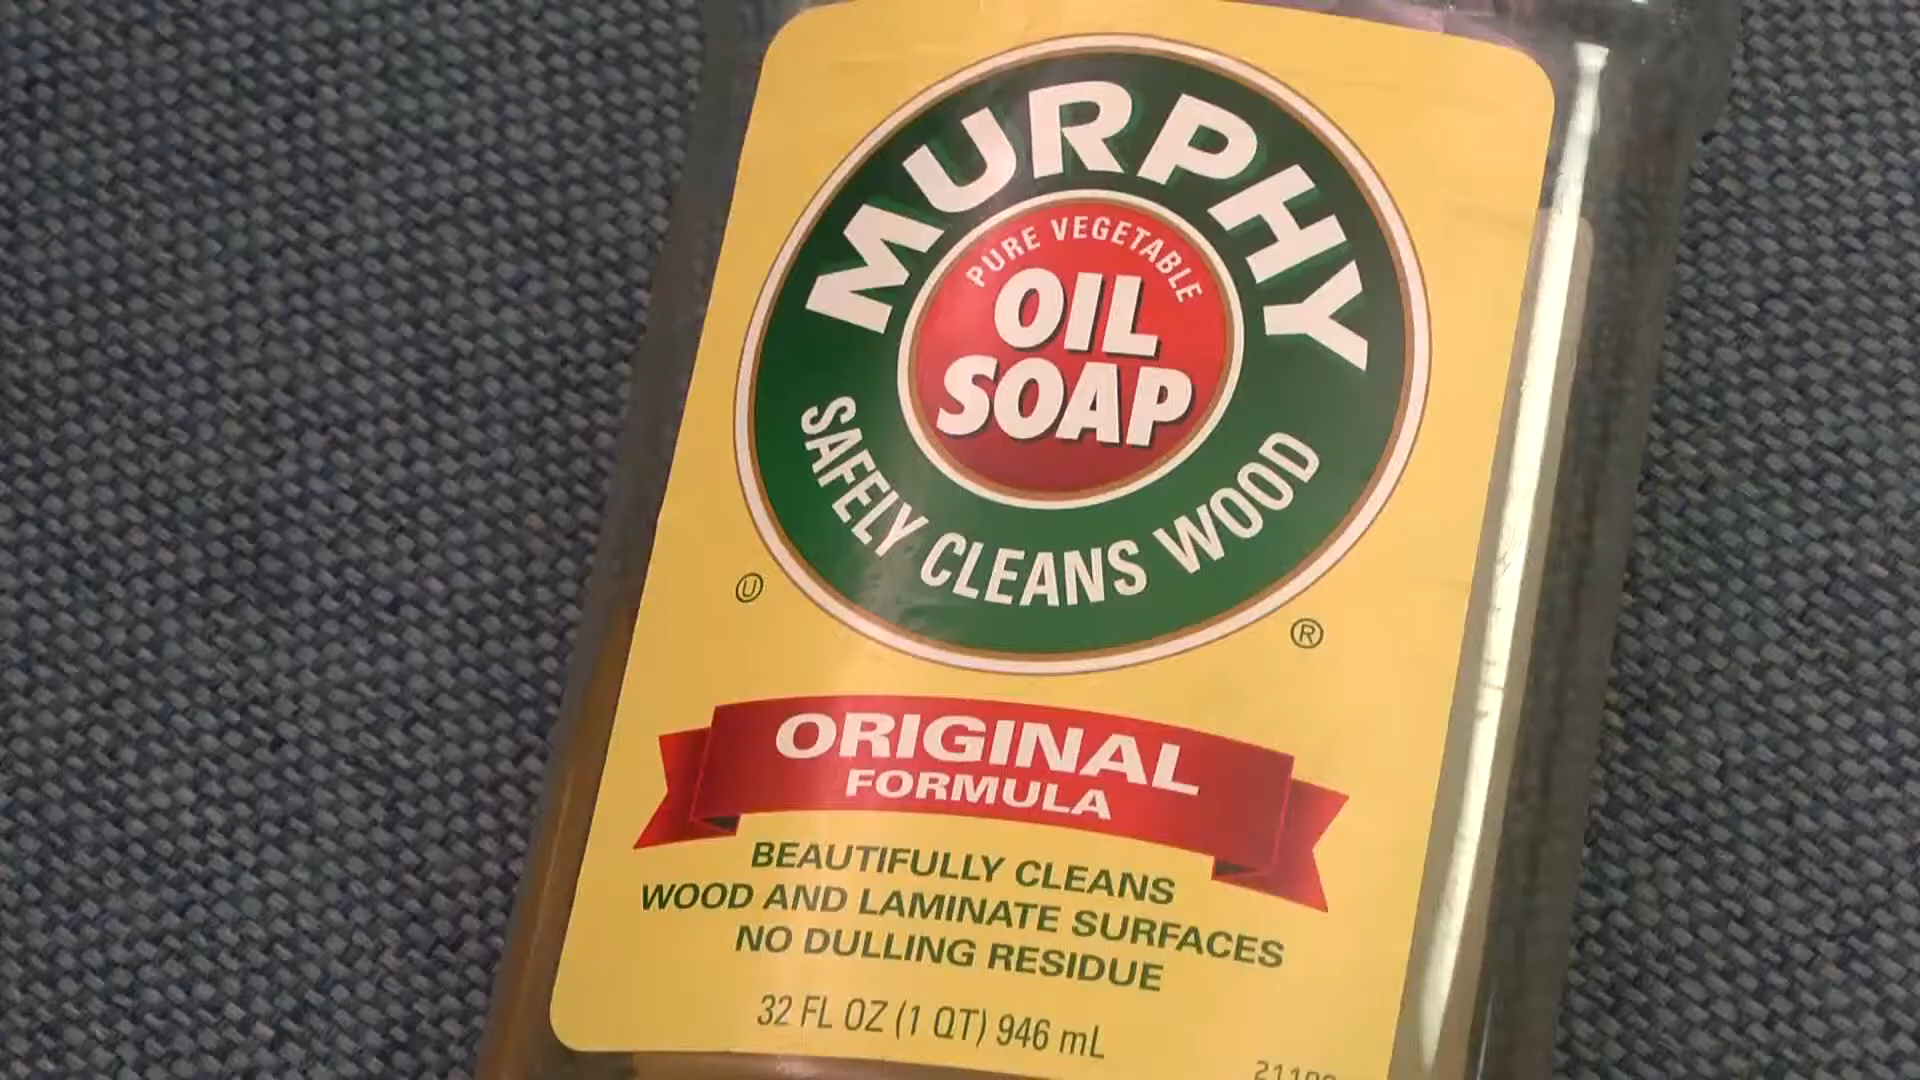 MURPHY
PURE VEGETABLE
OIL
SOAP
SAFELY CLEANS WOOD
U
®
ORIGINAL
FORMULA
BEAUTIFULLY CLEANS
WOOD AND LAMINATE SURFACES
NO DULLING RESIDUE
32 FL OZ (1 QT) 946 mL